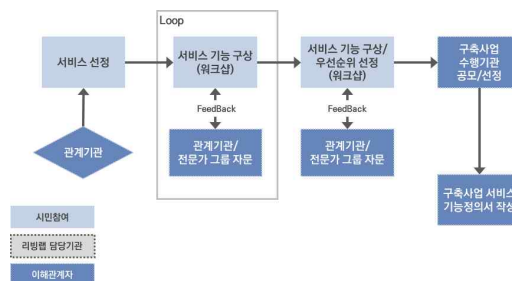 Loop
서비스 선정
서비스 기능 구상
(워크샵)
서비스 기능 구상/
우선순위 선정
(워크샵)
구축사업
수행기관
공모/선정
FeedBack
FeedBack
관계기관
관계기관/
전문가 그룹 자문
관계기관/
전문가 그룹 자문
구축사업 서비스
기능정의서 작성
시민참여
리빙랩 담당기관
이해관계자